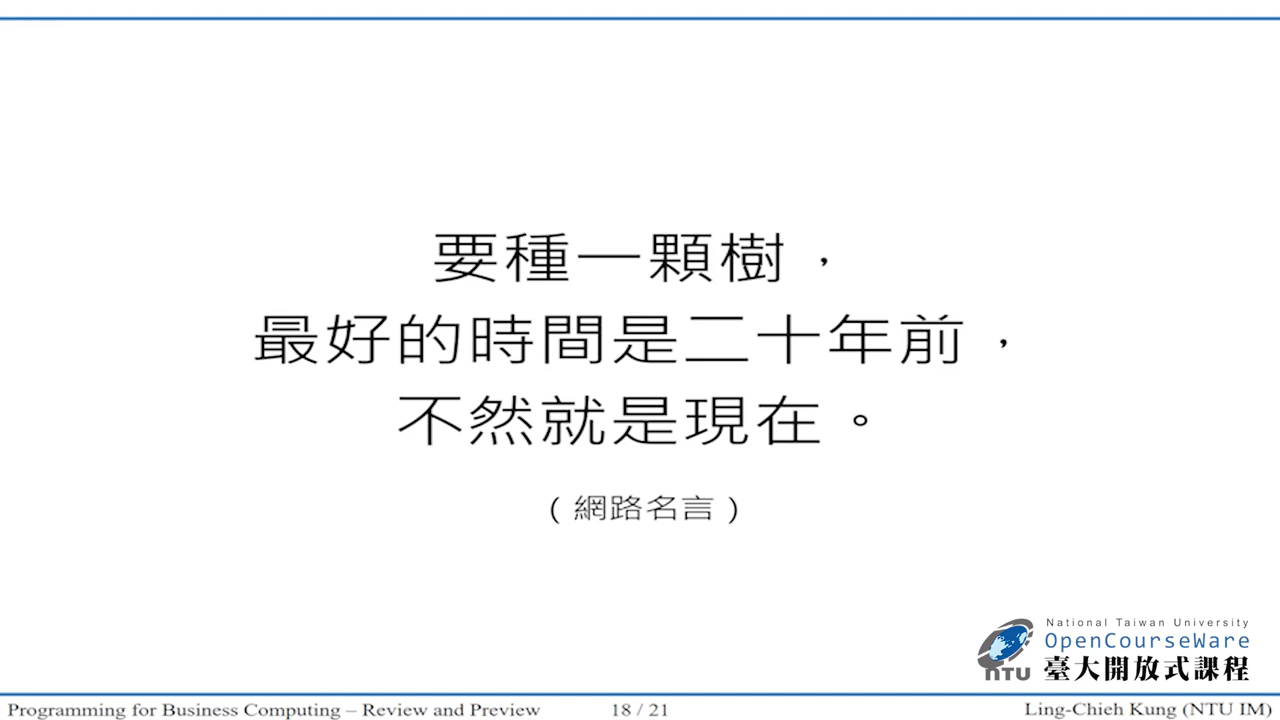 要種一顆樹，
最好的時間是二十年前，
不然就是現在。
（網路名言）
National Taiwan University
OpenCourseWare
臺大開放式課程
NTU
Programming for Business Computing – Review and Preview
18 / 21
Ling-Chieh Kung (NTU IM)